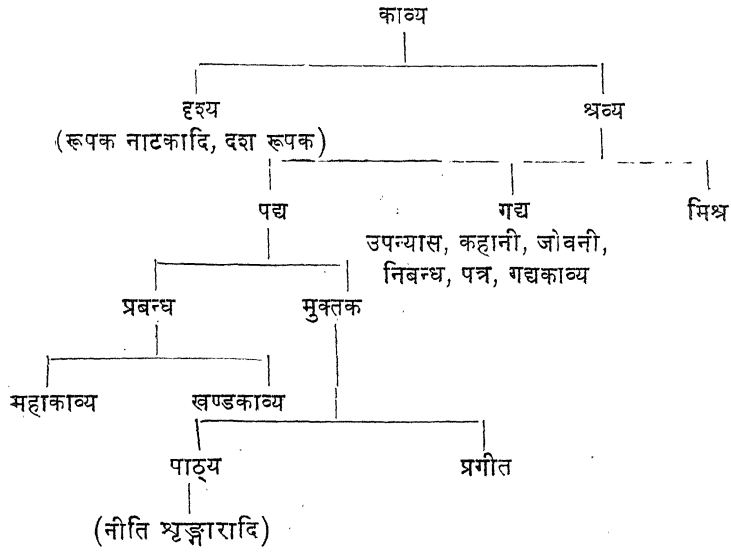 काव्य
दृश्य श्रव्य
(रूपक नाटकादि, दश रूपक)
पद्य गद्य मिश्र
उपन्यास, कहानी, जोवनी,
निबन्ध, पत्र, गद्यकाव्य
प्रबन्ध मुक्तक
महाकाव्य खण्डकाव्य
पाठ्य प्रगीत
(नीति शृङ्गारादि)